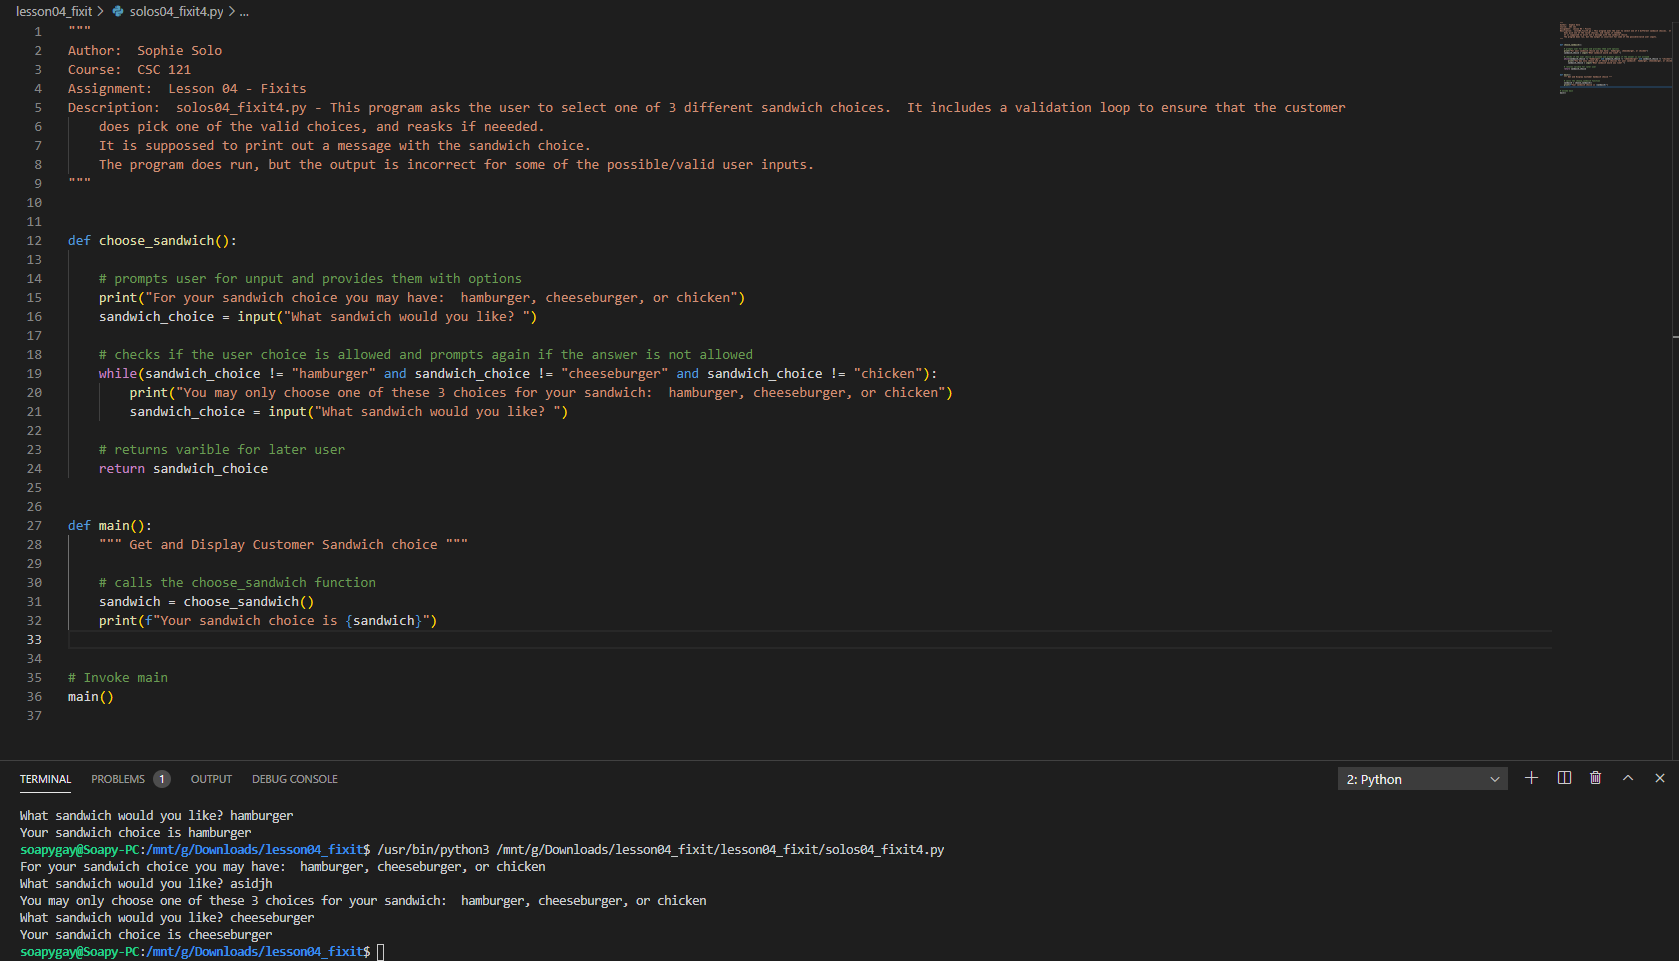 lesson04_fixit > solos04_fixit4.py > ...
1 """
2 Author:  Sophie Solo
3 Course:  CSC 121
4 Assignment:  Lesson 04 - Fixits
5 Description:  solos04_fixit4.py - This program asks the user to select one of 3 different sandwich choices.  It includes a validation loop to ensure that the customer
6     does pick one of the valid choices, and reasks if neeeded.
7     It is suppossed to print out a message with the sandwich choice.
8     The program does run, but the output is incorrect for some of the possible/valid user inputs.
9 """
10
11
12 def choose_sandwich():
13
14     # prompts user for unput and provides them with options
15     print("For your sandwich choice you may have:  hamburger, cheeseburger, or chicken")
16     sandwich_choice = input("What sandwich would you like? ")
17
18     # checks if the user choice is allowed and prompts again if the answer is not allowed
19     while(sandwich_choice != "hamburger" and sandwich_choice != "cheeseburger" and sandwich_choice != "chicken"):
20         print("You may only choose one of these 3 choices for your sandwich:  hamburger, cheeseburger, or chicken")
21         sandwich_choice = input("What sandwich would you like? ")
22
23     # returns varible for later user
24     return sandwich_choice
25
26
27 def main():
28     """ Get and Display Customer Sandwich choice """
29
30     # calls the choose_sandwich function
31     sandwich = choose_sandwich()
32     print(f"Your sandwich choice is {sandwich}")
33
34
35 # Invoke main
36 main()
37
TERMINAL PROBLEMS 1 OUTPUT DEBUG CONSOLE 2: Python
What sandwich would you like? hamburger
Your sandwich choice is hamburger
soapygay@Soapy-PC:/mnt/g/Downloads/lesson04_fixit$ /usr/bin/python3 /mnt/g/Downloads/lesson04_fixit/lesson04_fixit/solos04_fixit4.py
For your sandwich choice you may have:  hamburger, cheeseburger, or chicken
What sandwich would you like? asidjh
You may only choose one of these 3 choices for your sandwich:  hamburger, cheeseburger, or chicken
What sandwich would you like? cheeseburger
Your sandwich choice is cheeseburger
soapygay@Soapy-PC:/mnt/g/Downloads/lesson04_fixit$